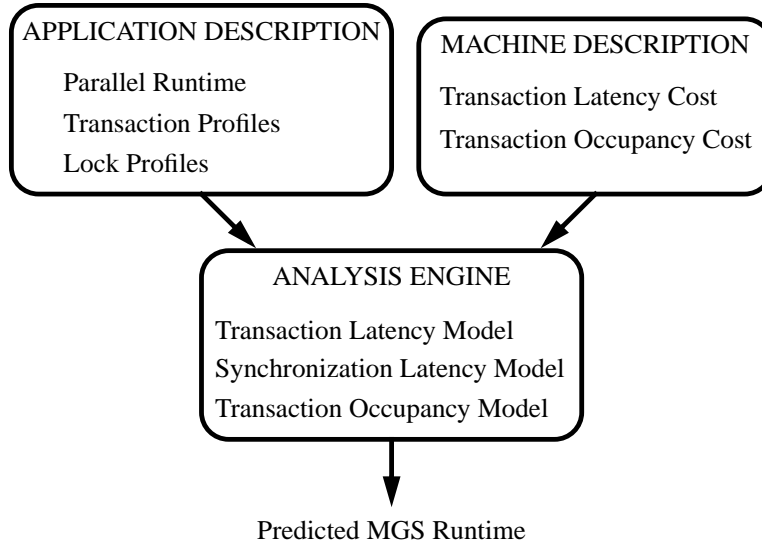 APPLICATION DESCRIPTION
Parallel Runtime
Transaction Profiles
Lock Profiles
MACHINE DESCRIPTION
Transaction Latency Cost
Transaction Occupancy Cost
ANALYSIS ENGINE
Transaction Latency Model
Synchronization Latency Model
Transaction Occupancy Model
Predicted MGS Runtime